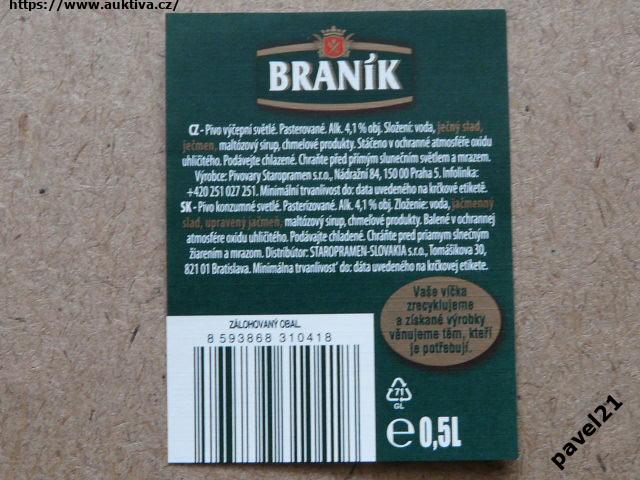 https://www.auktiva.cz/
BRANÍK
CZ - Pivo výčepní světlé. Pasterované. Alk. 4,1 % obj. Složení: voda, ječný slad,
ječmen, maltózový sirup, chmelové produkty. Stáčeno v ochranné atmosféře oxidu
uhličitého. Podávejte chlazené. Chraňte před přímým slunečním světlem a mrazem.
Výrobce: Pivovary Staropramen s.r.o., Nádražní 84, 150 00 Praha 5. Infolinka:
+420 251 027 251. Minimální trvanlivost do: data uvedeného na krčkové etiketě.
SK - Pivo konzumné svetlé. Pasterizované. Alk. 4,1 % obj. Zloženie: voda, jačmenný
slad, upravený jačmeň, maltózový sirup, chmeľové produkty. Balené v ochrannej
atmosfére oxidu uhličitého. Podávajte chladené. Chráňte pred priamym slnečným
žiarením a mrazom. Distribútor: STAROPRAMEN-SLOVAKIA s.r.o., Tomášikova 30,
821 01 Bratislava. Minimálna trvanlivosť do: data uvedeného na krčkovej etikete.
Vaše víčka
zrecyklujeme
a získané výrobky
věnujeme těm, kteří
je potřebují.
ZÁLOHOVANÝ OBAL.
8 593868 310418
71
GL
e 0,5L
pavel21